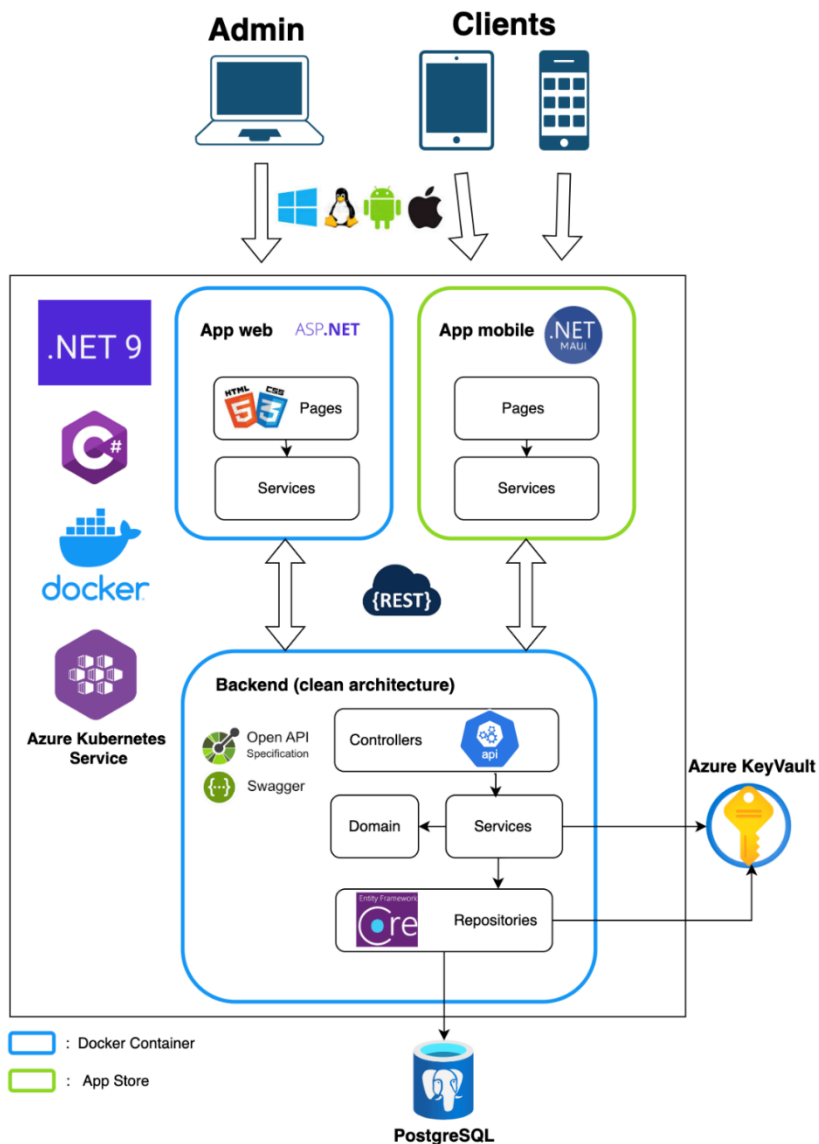 Admin
Clients
.NET 9
App web
ASP.NET
App mobile
.NET
MAUI
HTML
5
CSS
3
Pages
Pages
C#
Services
Services
docker
{REST}
Backend (clean architecture)
Azure Kubernetes
Service
Open API
Specification
Controllers
api
Swagger
{···}
Azure KeyVault
Domain
Services
Entity Framework
Core
Repositories
: Docker Container
: App Store
PostgreSQL